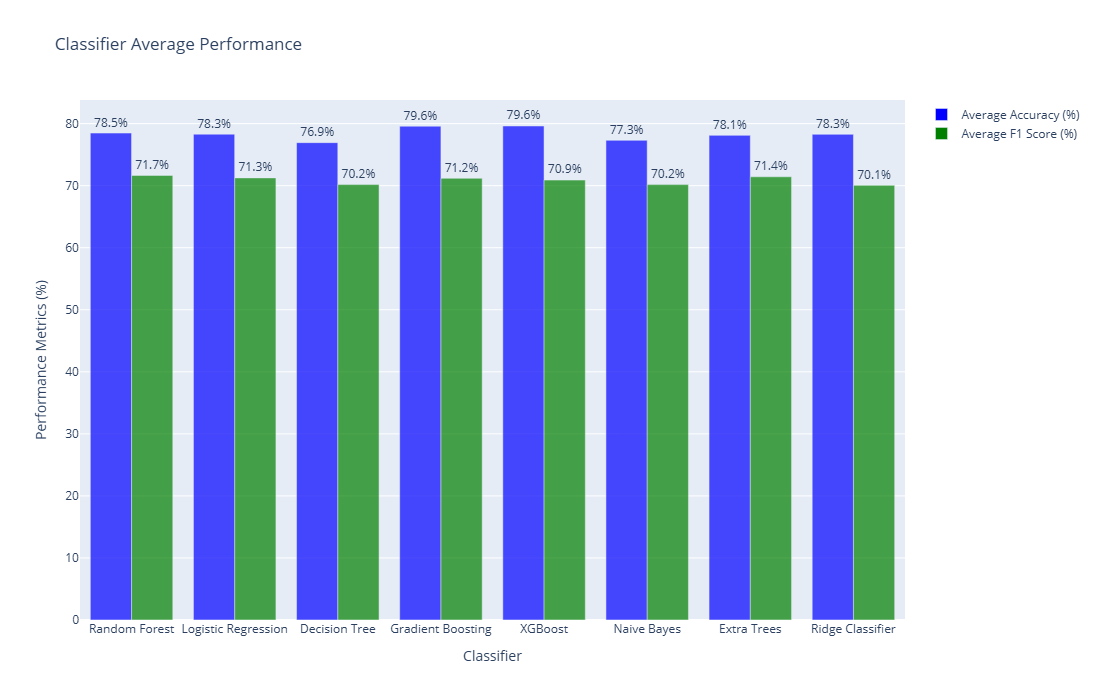 Classifier Average Performance
Average Accuracy (%)
Average F1 Score (%)
Performance Metrics (%)
80
70
60
50
40
30
20
10
0
78.5%
71.7%
78.3%
71.3%
76.9%
70.2%
79.6%
71.2%
79.6%
70.9%
77.3%
70.2%
78.1%
71.4%
78.3%
70.1%
Random Forest
Logistic Regression
Decision Tree
Gradient Boosting
XGBoost
Naive Bayes
Extra Trees
Ridge Classifier
Classifier